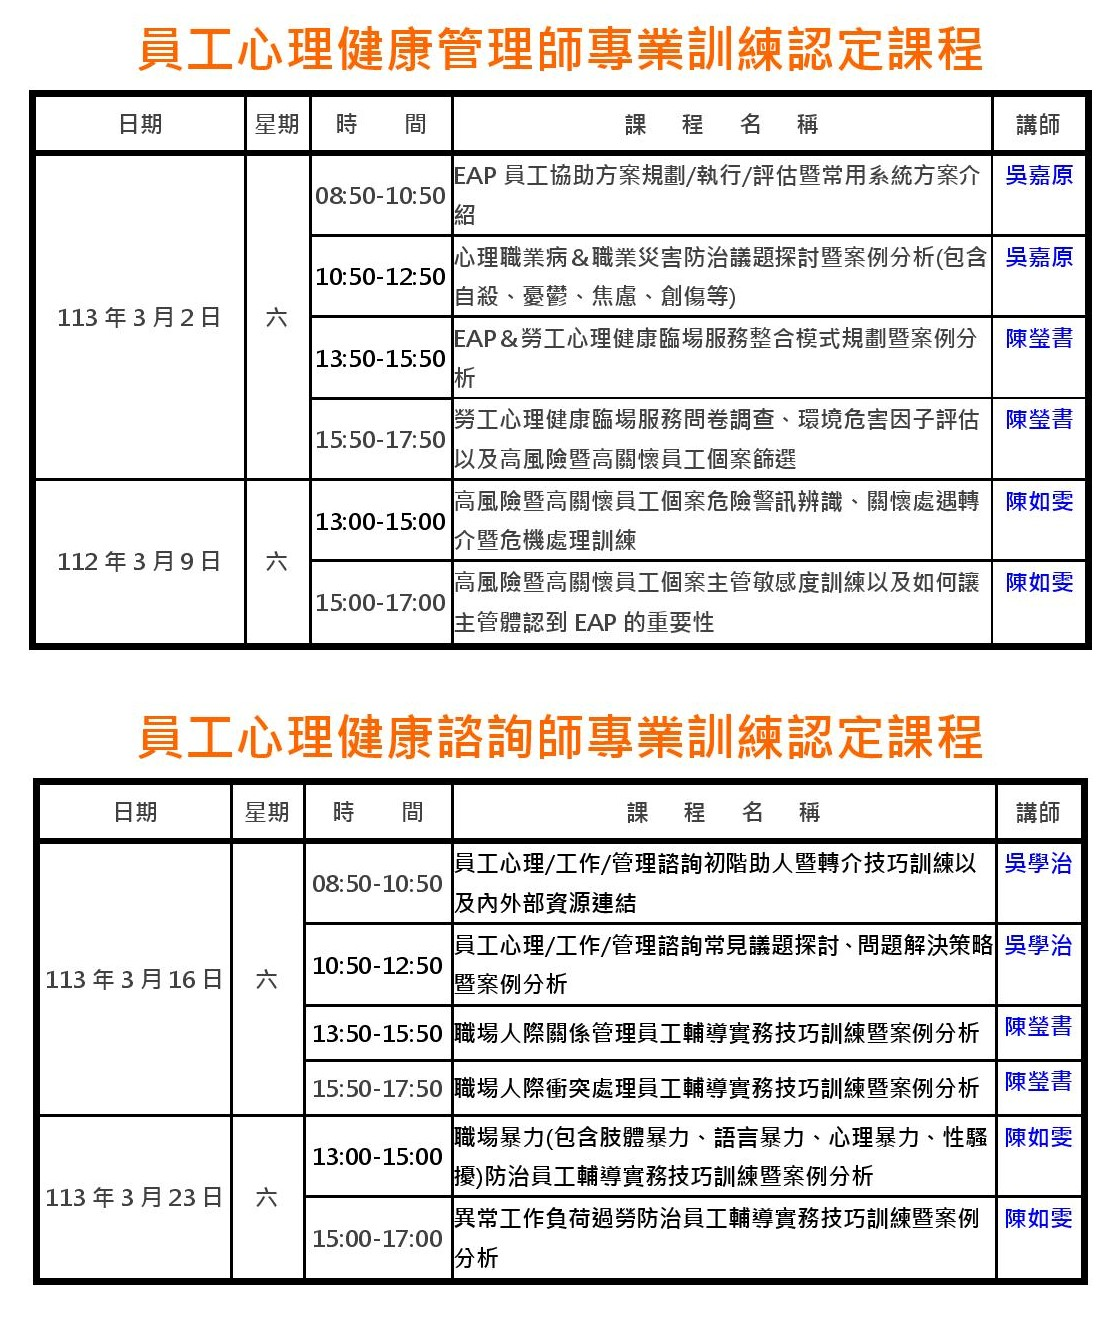 員工心理健康管理師專業訓練認定課程
日期 星期 時 間 課 程 名 稱 講師
113 年 3 月 2 日 六
08:50-10:50 EAP 員工協助方案規劃/執行/評估暨常用系統方案介 吳嘉原
紹
10:50-12:50 心理職業病＆職業災害防治議題探討暨案例分析(包含 吳嘉原
自殺、憂鬱、焦慮、創傷等)
13:50-15:50 EAP＆勞工心理健康臨場服務整合模式規劃暨案例分 陳瑩書
析
15:50-17:50 勞工心理健康臨場服務問卷調查、環境危害因子評估 陳瑩書
以及高風險暨高關懷員工個案篩選
112 年 3 月 9 日 六
13:00-15:00 高風險暨高關懷員工個案危險警訊辨識、關懷處遇轉 陳如雯
介暨危機處理訓練
15:00-17:00 高風險暨高關懷員工個案主管敏感度訓練以及如何讓 陳如雯
主管體認到 EAP 的重要性
員工心理健康諮詢師專業訓練認定課程
日期 星期 時 間 課 程 名 稱 講師
113 年 3 月 16 日 六
08:50-10:50 員工心理/工作/管理諮詢初階助人暨轉介技巧訓練以 吳學治
及內外部資源連結
10:50-12:50 員工心理/工作/管理諮詢常見議題探討、問題解決策略 吳學治
暨案例分析
13:50-15:50 職場人際關係管理員工輔導實務技巧訓練暨案例分析 陳瑩書
15:50-17:50 職場人際衝突處理員工輔導實務技巧訓練暨案例分析 陳瑩書
113 年 3 月 23 日 六
13:00-15:00 職場暴力(包含肢體暴力、語言暴力、心理暴力、性騷 陳如雯
擾)防治員工輔導實務技巧訓練暨案例分析
15:00-17:00 異常工作負荷過勞防治員工輔導實務技巧訓練暨案例 陳如雯
分析